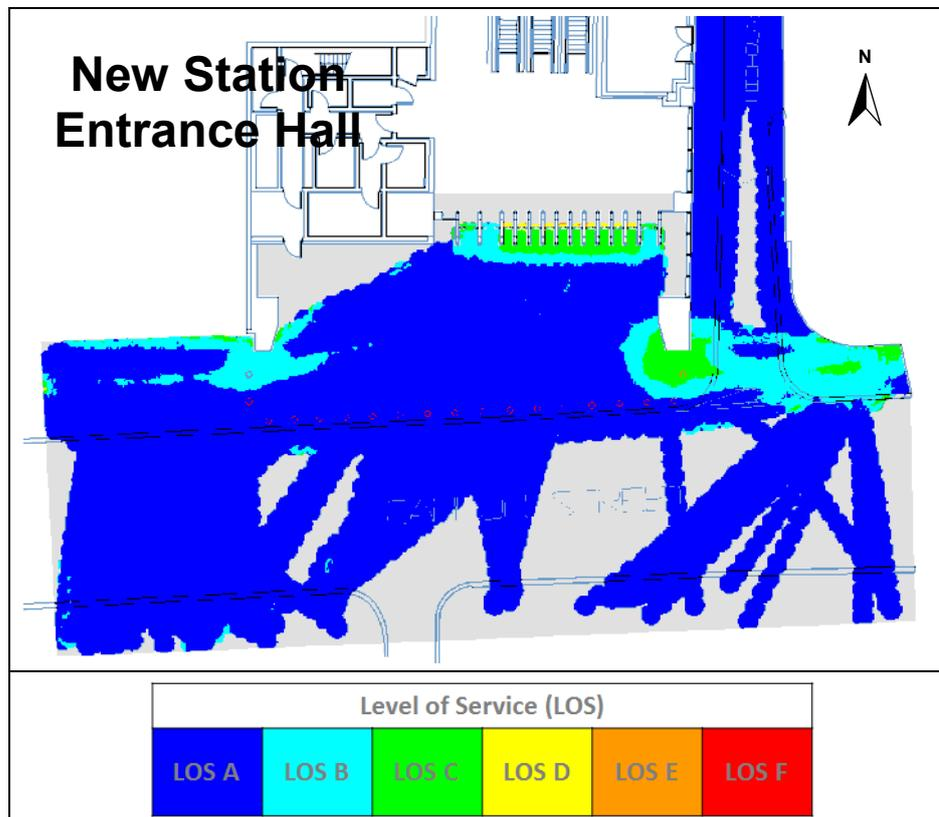 New Station
Entrance Hall
N
Level of Service (LOS)
LOS A
LOS B
LOS C
LOS D
LOS E
LOS F